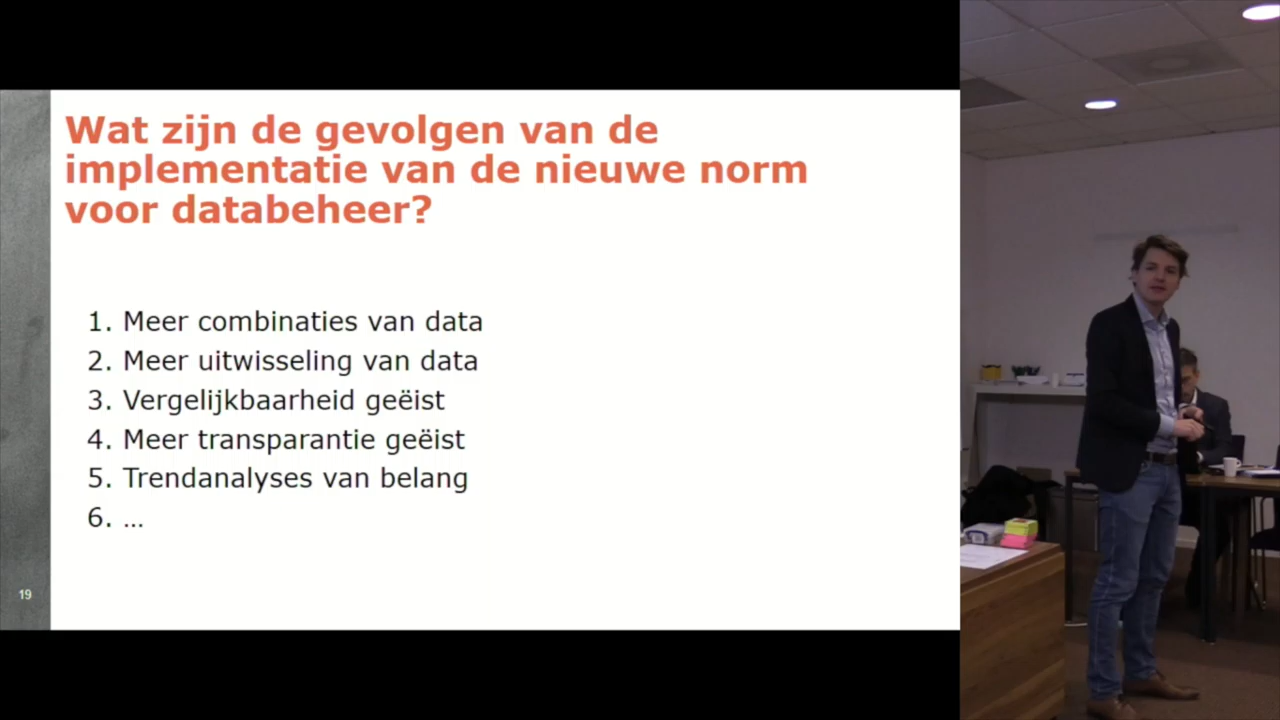 Wat zijn de gevolgen van de
implementatie van de nieuwe norm
voor databeheer?
1. Meer combinaties van data
2. Meer uitwisseling van data
3. Vergelijkbaarheid geëist
4. Meer transparantie geëist
5. Trendanalyses van belang
6. ...
19